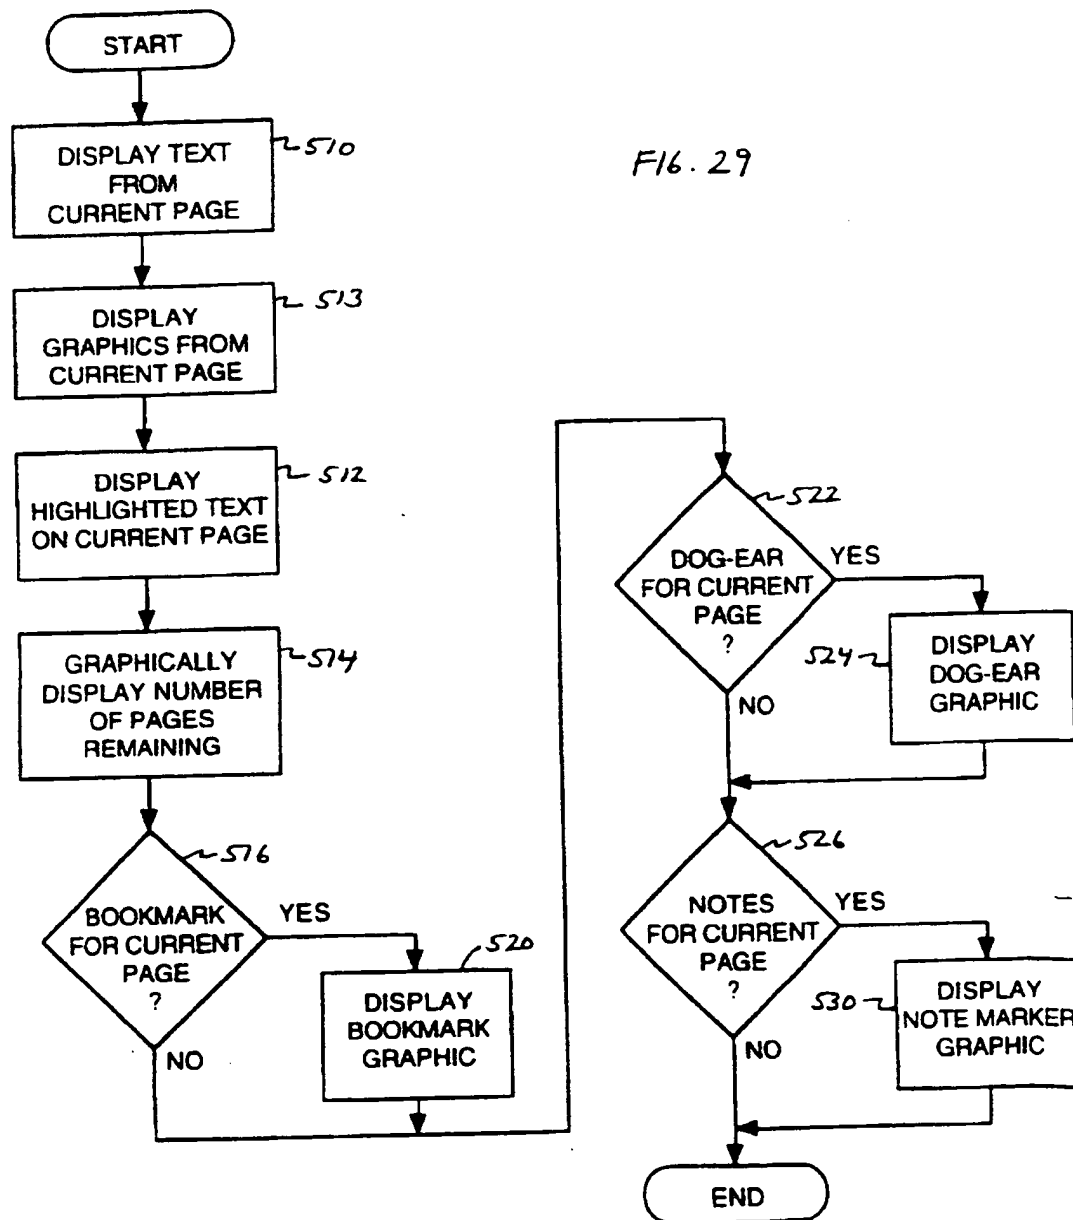 START
DISPLAY TEXT
FROM
CURRENT PAGE
510
FIG. 29
DISPLAY
GRAPHICS FROM
CURRENT PAGE
513
DISPLAY
HIGHLIGHTED TEXT
ON CURRENT PAGE
512
GRAPHICALLY
DISPLAY NUMBER
OF PAGES
REMAINING
514
BOOKMARK
FOR CURRENT
PAGE
?
516
YES
NO
520
DISPLAY
BOOKMARK
GRAPHIC
522
DOG-EAR
FOR CURRENT
PAGE
?
YES
NO
524
DISPLAY
DOG-EAR
GRAPHIC
526
NOTES
FOR CURRENT
PAGE
?
YES
NO
530
DISPLAY
NOTE MARKER
GRAPHIC
END